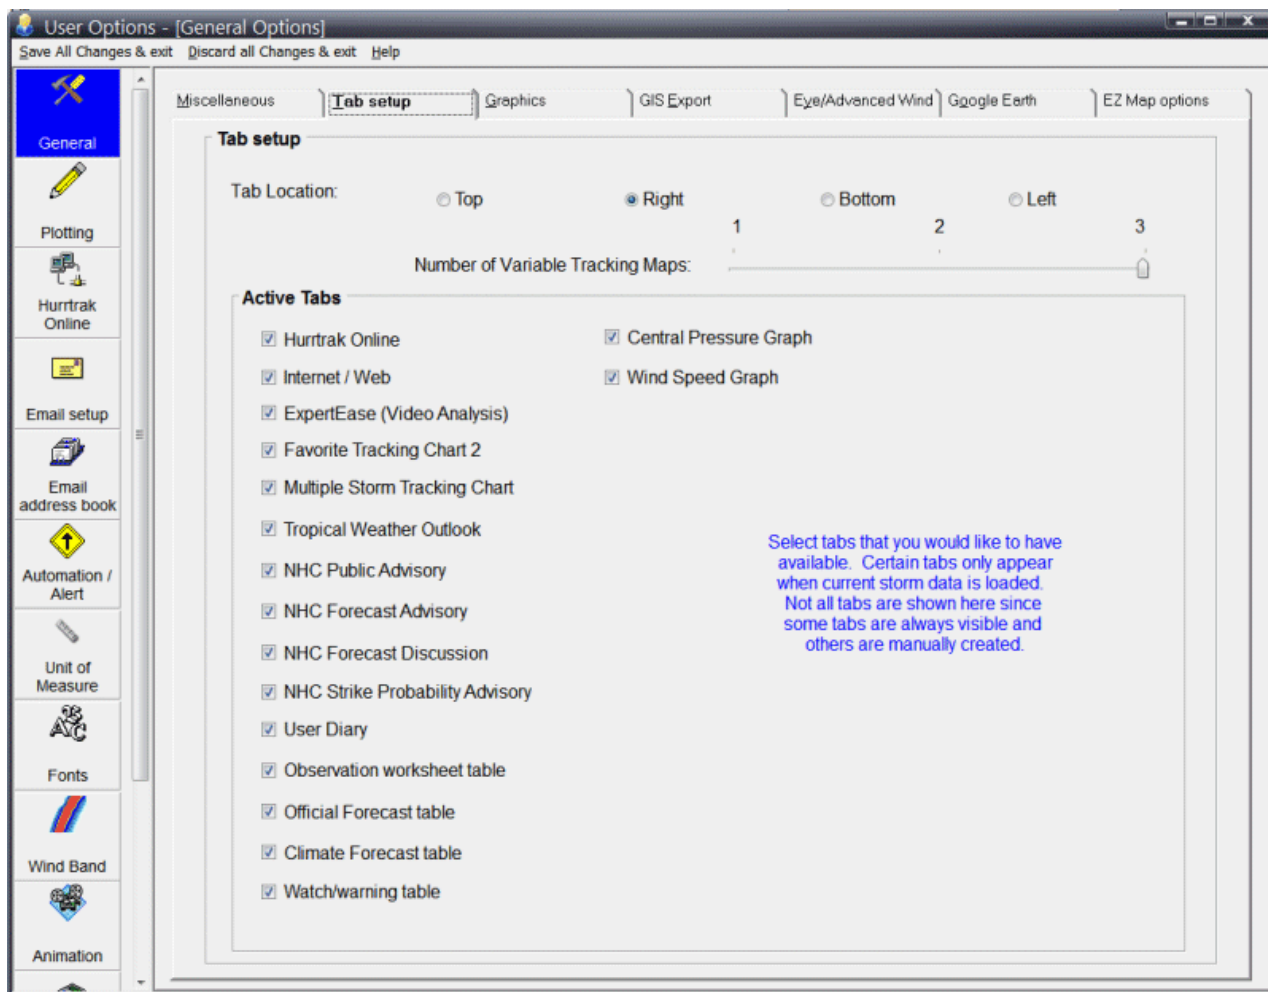 User Options - [General Options]
Save All Changes & exit Discard all Changes & exit Help
General
Plotting
Hurrtrak
Online
Email setup
Email
address book
Automation /
Alert
Unit of
Measure
Fonts
Wind Band
Animation
Miscellaneous Tab setup Graphics GIS Export Eye/Advanced Wind Google Earth EZ Map options
Tab setup
Tab Location: Top Right Bottom Left
1 2 3
Number of Variable Tracking Maps:
Active Tabs
Hurrtrak Online Central Pressure Graph
Internet / Web Wind Speed Graph
ExpertEase (Video Analysis)
Favorite Tracking Chart 2
Multiple Storm Tracking Chart
Tropical Weather Outlook
NHC Public Advisory
NHC Forecast Advisory
NHC Forecast Discussion
NHC Strike Probability Advisory
User Diary
Observation worksheet table
Official Forecast table
Climate Forecast table
Watch/warning table
Select tabs that you would like to have
available. Certain tabs only appear
when current storm data is loaded.
Not all tabs are shown here since
some tabs are always visible and
others are manually created.